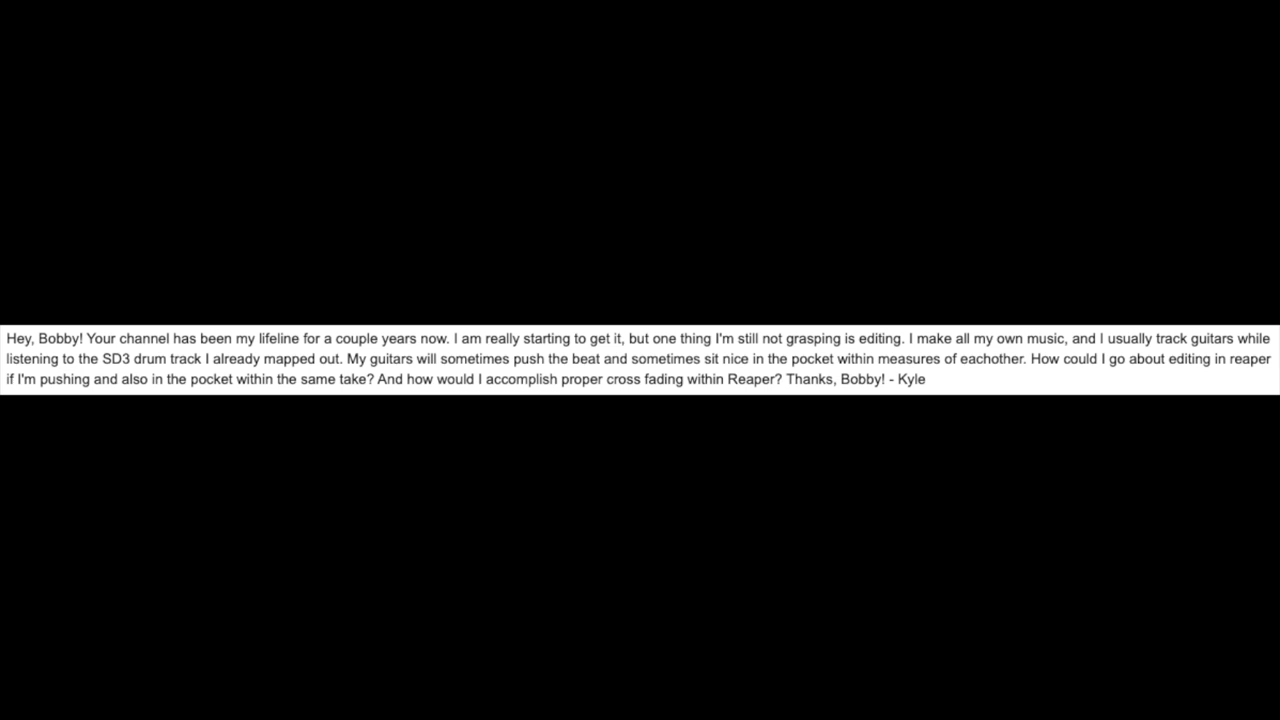 Hey, Bobby! Your channel has been my lifeline for a couple years now. I am really starting to get it, but one thing I'm still not grasping is editing. I make all my own music, and I usually track guitars while
listening to the SD3 drum track I already mapped out. My guitars will sometimes push the beat and sometimes sit nice in the pocket within measures of eachother. How could I go about editing in reaper
if I'm pushing and also in the pocket within the same take? And how would I accomplish proper cross fading within Reaper? Thanks, Bobby! - Kyle